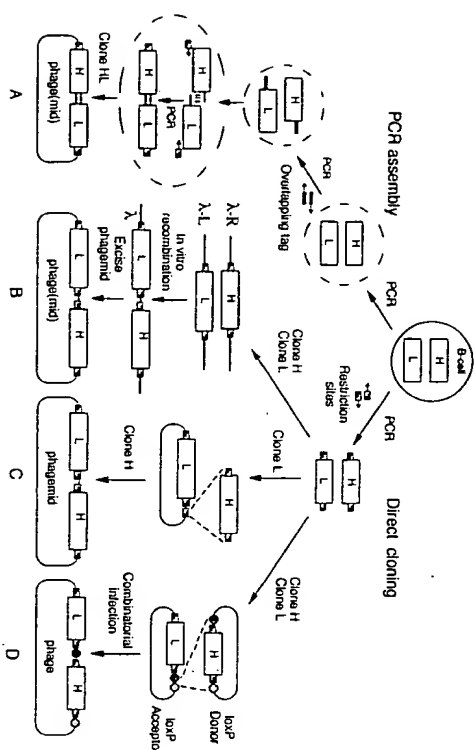 B-cell
H
L
PCR
PCR
PCR assembly
Direct cloning
H
L
Restriction
sites
PCR
Overlapping tag
H
L
H
L
Clone H
Clone L
Clone L
Clone H
Clone L
H
L
PCR
H
L
λ-R
H
λ-L
L
In vitro
recombination
λ
L
H
Excise
phagemid
H
L
Clone H
H
loxP
Donor
L
loxP
Acceptor
Combinatorial
infection
Clone HL
H
L
phage(mid)
L
H
phage(mid)
L
H
phagemid
L
H
phage
A
B
C
D